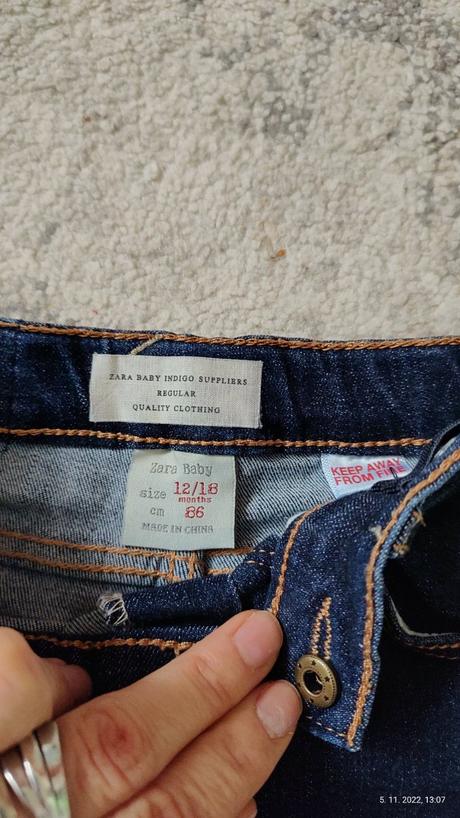 ZARA BABY INDIGO SUPPLIERS
REGULAR
QUALITY CLOTHING
Zara Baby
size 12/18
months
cm 86
MADE IN CHINA
KEEP AWAY
FROM FIRE
5. 11. 2022, 13:07